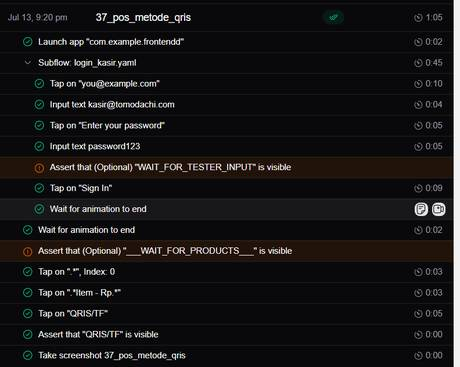 Jul 13, 9:20 pm 37_pos_metode_qris 1:05
Launch app "com.example.frontendd" 0:02
Subflow: login_kasir.yaml 0:45
Tap on "you@example.com" 0:10
Input text kasir@tomodachi.com 0:04
Tap on "Enter your password" 0:05
Input text password123 0:05
Assert that (Optional) "WAIT_FOR_TESTER_INPUT" is visible
Tap on "Sign In" 0:09
Wait for animation to end 0:03
Wait for animation to end 0:02
Assert that (Optional) "___WAIT_FOR_PRODUCTS___" is visible
Tap on ".*", Index: 0 0:03
Tap on ".*Item - Rp.*" 0:03
Tap on "QRIS/TF" 0:05
Assert that "QRIS/TF" is visible 0:00
Take screenshot 37_pos_metode_qris 0:00